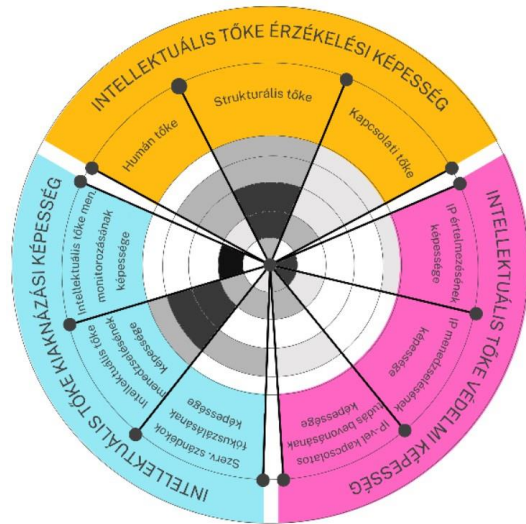 INTELLEKTUÁLIS TŐKE ÉRZÉKELÉSI KÉPESSÉG
Humán tőke
Strukturális tőke
Kapcsolati tőke
INTELLEKTUÁLIS TŐKE VÉDELMI KÉPESSÉG
IP értelmezésének
képessége
IP menedzselésének
képessége
IP-vel kapcsolatos
tudás bevonásának
képessége
INTELLEKTUÁLIS TŐKE KIAKNÁZÁSI KÉPESSÉG
Szerv. szándékok
fókuszálásának
képessége
Intellektuális tőke
menedzselésének
képessége
Intellektuális tőke men.
monitorozásának
képessége